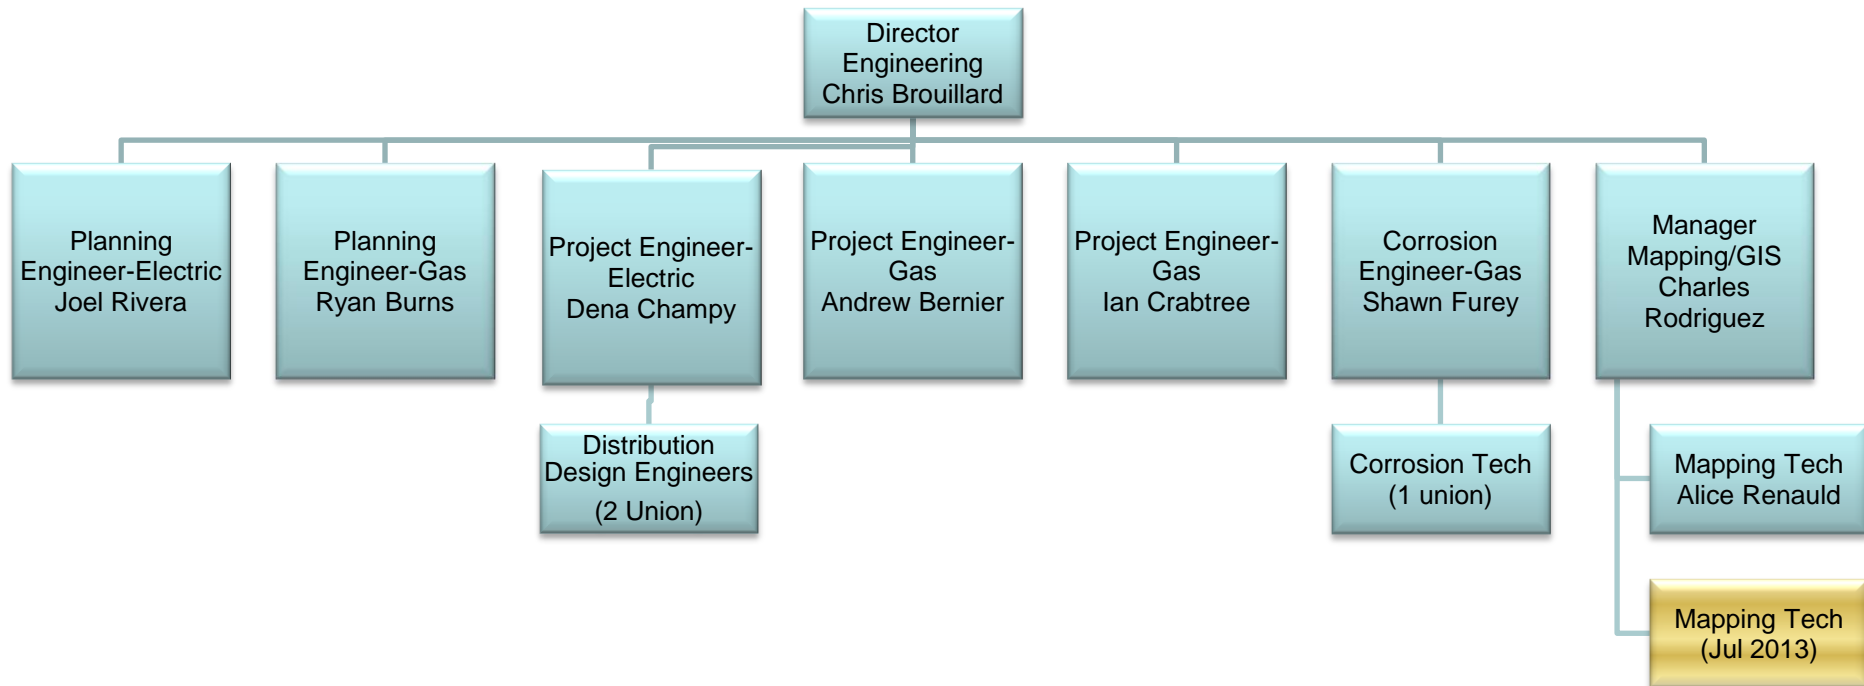 Director
Engineering
Chris Brouillard
Planning
Engineer-Electric
Joel Rivera
Planning
Engineer-Gas
Ryan Burns
Project Engineer-
Electric
Dena Champy
Project Engineer-
Gas
Andrew Bernier
Project Engineer-
Gas
Ian Crabtree
Corrosion
Engineer-Gas
Shawn Furey
Manager
Mapping/GIS
Charles
Rodriguez
Distribution
Design Engineers
(2 Union)
Corrosion Tech
(1 union)
Mapping Tech
Alice Renauld
Mapping Tech
(Jul 2013)